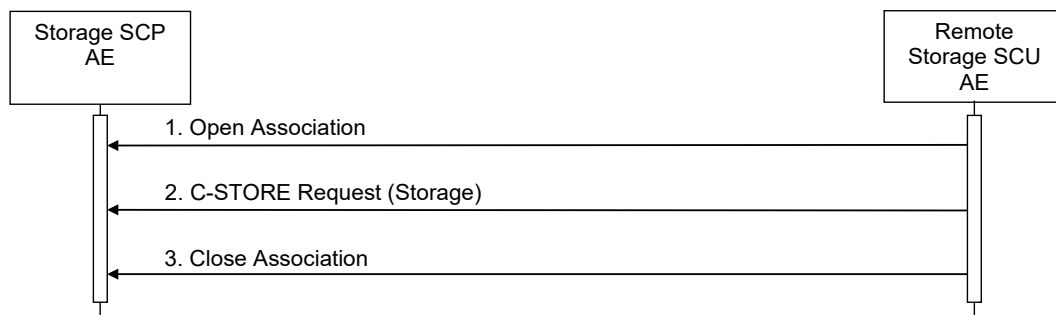 Storage SCP
AE
Remote
Storage SCU
AE
1. Open Association
2. C-STORE Request (Storage)
3. Close Association